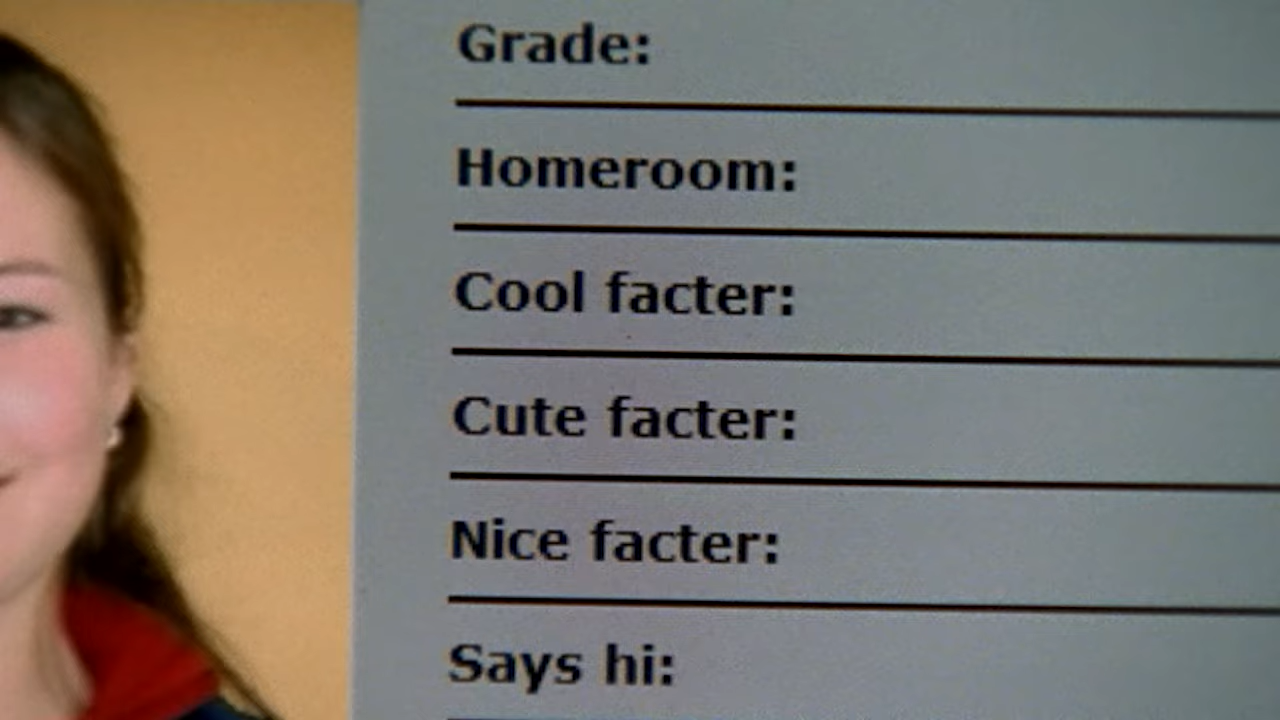 Grade:
Homeroom:
Cool facter:
Cute facter:
Nice facter:
Says hi: